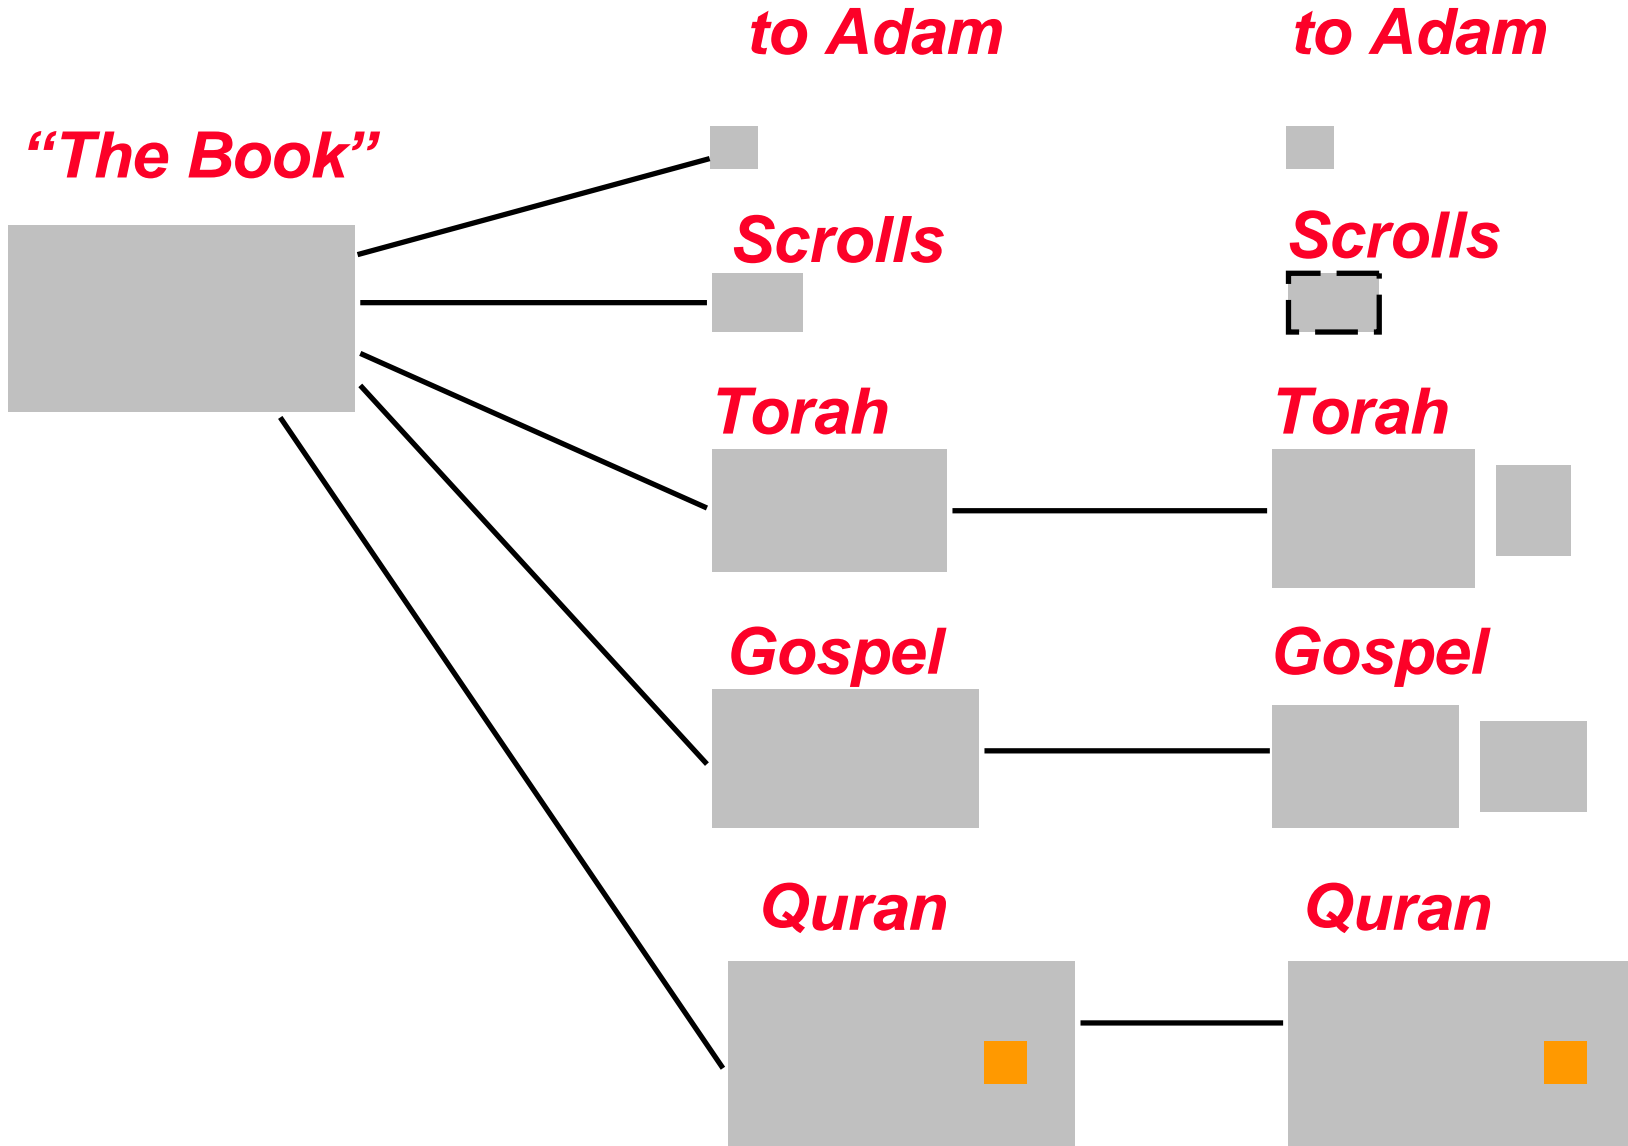 to Adam
to Adam
“The Book”
Scrolls
Scrolls
Torah
Torah
Gospel
Gospel
Quran
Quran